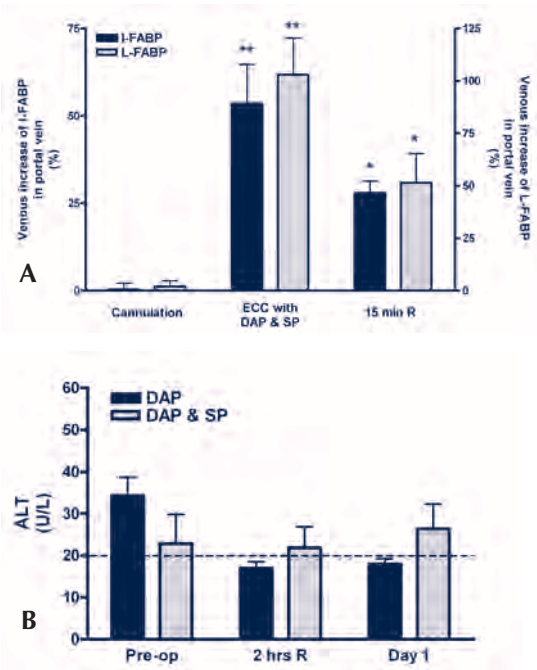 I-FABP
L-FABP
Venous increase of I-FABP
in portal vein
(%)
75
50
25
0
**
**
*
*
125
100
75
50
25
0
Venous increase of L-FABP
in portal vein
(%)
A
Cannulation
ECC with
DAP & SP
15 min R
DAP
DAP & SP
ALT
(U/L)
60
50
40
30
20
10
0
B
Pre-op
2 hrs R
Day 1